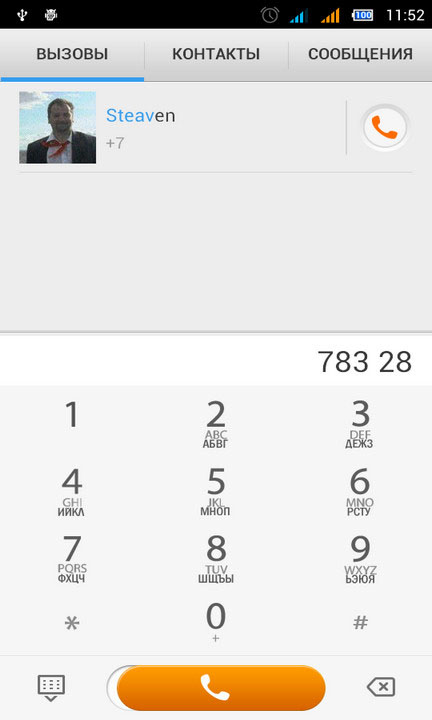 100 11:52
ВЫЗОВЫ КОНТАКТЫ СООБЩЕНИЯ
Steaven
+7
783 28
1 2 3
ABC DEF
АБВГ ДЕЖЗ
4 5 6
GHI JKL MNO
ИЙКЛ МНОП РСТУ
7 8 9
PQRS TUV WXYZ
ФХЦЧ ШЩЪЫ ЬЭЮЯ
* 0 #
+